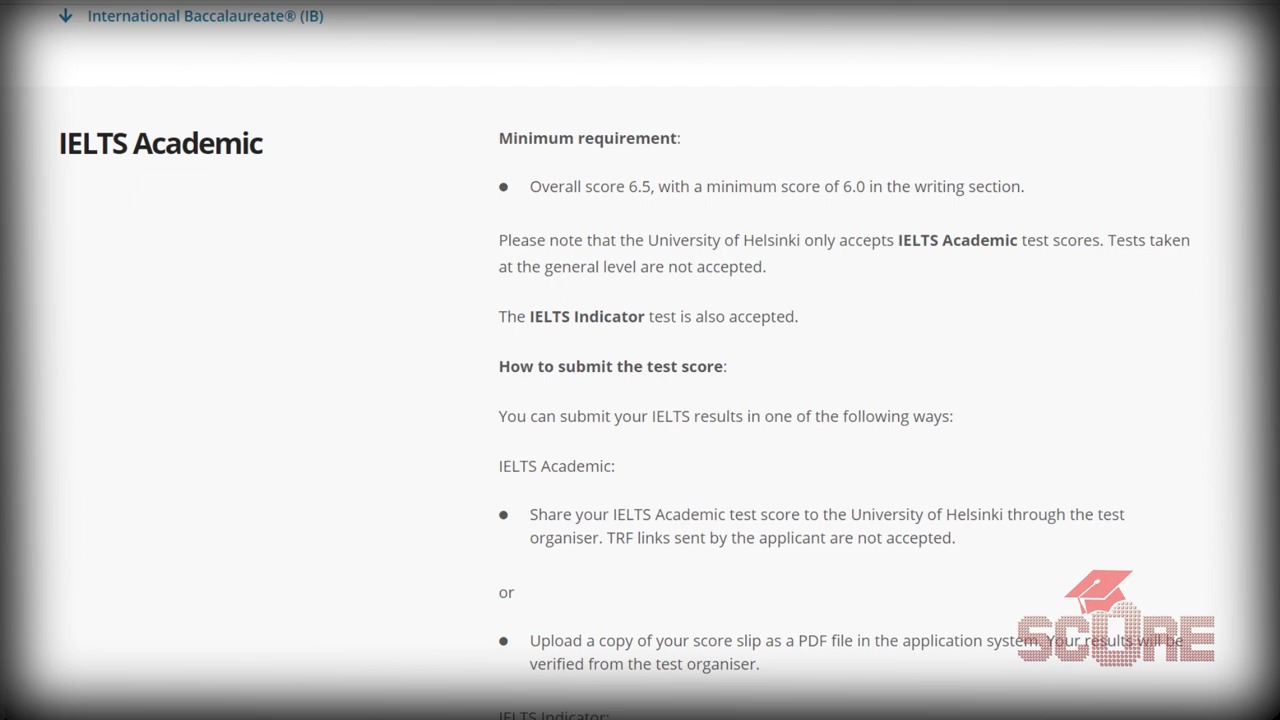 International Baccalaureate® (IB)
IELTS Academic
Minimum requirement:
Overall score 6.5, with a minimum score of 6.0 in the writing section.
Please note that the University of Helsinki only accepts IELTS Academic test scores. Tests taken
at the general level are not accepted.
The IELTS Indicator test is also accepted.
How to submit the test score:
You can submit your IELTS results in one of the following ways:
IELTS Academic:
Share your IELTS Academic test score to the University of Helsinki through the test
organiser. TRF links sent by the applicant are not accepted.
or
Upload a copy of your score slip as a PDF file in the application system. Your results will be
verified from the test organiser.
SCORE
IELTS Indicator: